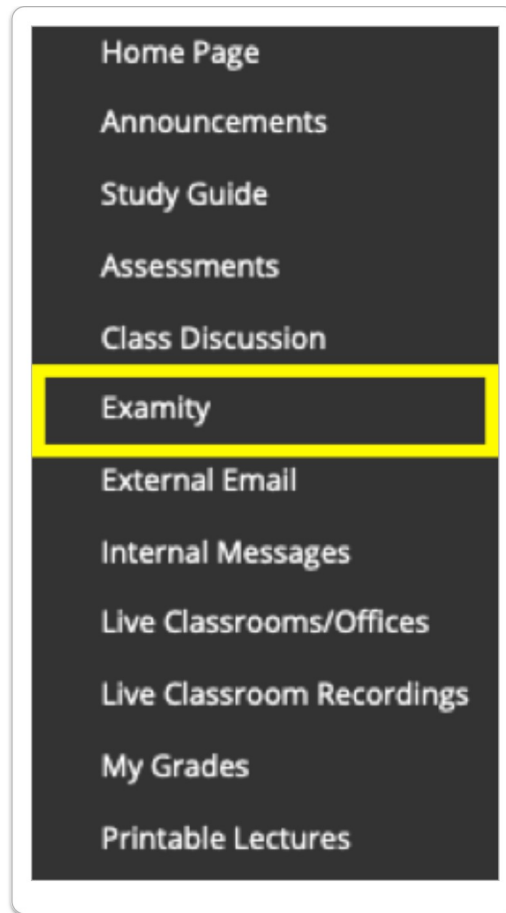 Home Page
Announcements
Study Guide
Assessments
Class Discussion
Examity
External Email
Internal Messages
Live Classrooms/Offices
Live Classroom Recordings
My Grades
Printable Lectures